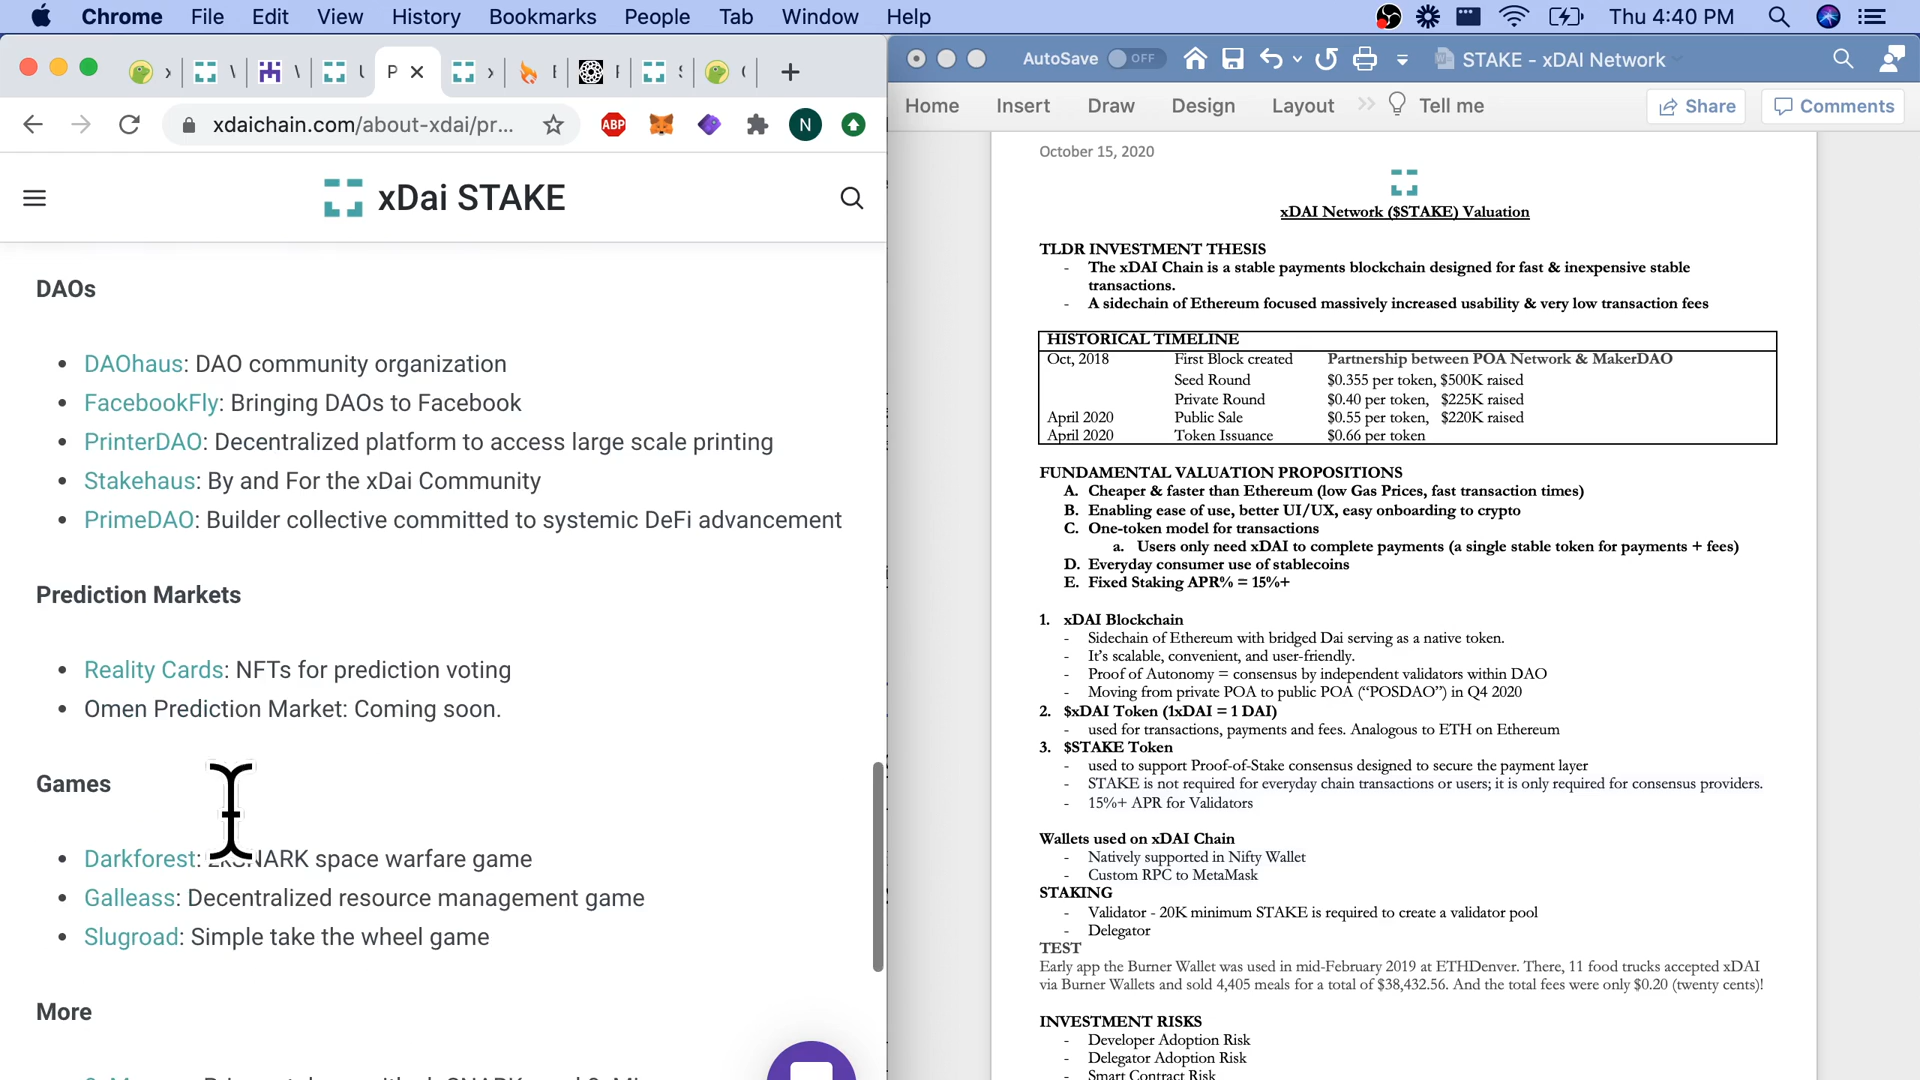 Chrome File Edit View History Bookmarks People Tab Window Help Thu 4:40 PM
P
xdaichain.com/about-xdai/pr...
ABP
N
AutoSave OFF STAKE - xDAI Network
Home Insert Draw Design Layout Tell me Share Comments
xDai STAKE
DAOs
DAOhaus: DAO community organization
FacebookFly: Bringing DAOs to Facebook
PrinterDAO: Decentralized platform to access large scale printing
Stakehaus: By and For the xDai Community
PrimeDAO: Builder collective committed to systemic DeFi advancement
Prediction Markets
Reality Cards: NFTs for prediction voting
Omen Prediction Market: Coming soon.
Games
Darkforest: zkSNARK space warfare game
Galleass: Decentralized resource management game
Slugroad: Simple take the wheel game
More
October 15, 2020
xDAI Network ($STAKE) Valuation
TLDR INVESTMENT THESIS
- The xDAI Chain is a stable payments blockchain designed for fast & inexpensive stable
transactions.
- A sidechain of Ethereum focused massively increased usability & very low transaction fees
HISTORICAL TIMELINE
Oct, 2018 First Block created Partnership between POA Network & MakerDAO
Seed Round $0.355 per token, $500K raised
Private Round $0.40 per token, $225K raised
April 2020 Public Sale $0.55 per token, $220K raised
April 2020 Token Issuance $0.66 per token
FUNDAMENTAL VALUATION PROPOSITIONS
A. Cheaper & faster than Ethereum (low Gas Prices, fast transaction times)
B. Enabling ease of use, better UI/UX, easy onboarding to crypto
C. One-token model for transactions
a. Users only need xDAI to complete payments (a single stable token for payments + fees)
D. Everyday consumer use of stablecoins
E. Fixed Staking APR% = 15%+
1. xDAI Blockchain
- Sidechain of Ethereum with bridged Dai serving as a native token.
- It's scalable, convenient, and user-friendly.
- Proof of Autonomy = consensus by independent validators within DAO
- Moving from private POA to public POA ("POSDAO") in Q4 2020
2. $xDAI Token (1xDAI = 1 DAI)
- used for transactions, payments and fees. Analogous to ETH on Ethereum
3. $STAKE Token
- used to support Proof-of-Stake consensus designed to secure the payment layer
- STAKE is not required for everyday chain transactions or users; it is only required for consensus providers.
- 15%+ APR for Validators
Wallets used on xDAI Chain
- Natively supported in Nifty Wallet
- Custom RPC to MetaMask
STAKING
- Validator - 20K minimum STAKE is required to create a validator pool
- Delegator
TEST
Early app the Burner Wallet was used in mid-February 2019 at ETHDenver. There, 11 food trucks accepted xDAI
via Burner Wallets and sold 4,405 meals for a total of $38,432.56. And the total fees were only $0.20 (twenty cents)!
INVESTMENT RISKS
- Developer Adoption Risk
- Delegator Adoption Risk
- Smart Contract Risk